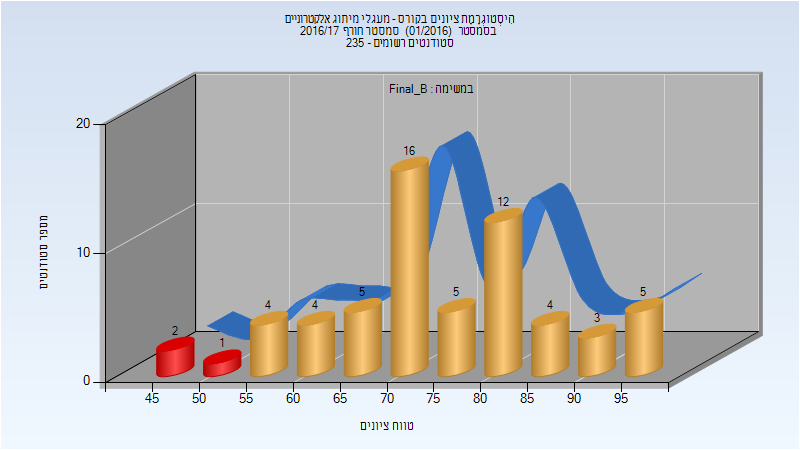 היסטוגרמת ציונים בקורס - מעגלי מיתוג אלקטרוניים
בסמסטר (01/2016) סמסטר חורף 2016/17
סטודנטים רשומים - 235
במשימה : Final_B
מספר סטודנטים
20
10
0
2
1
4
4
5
16
5
12
4
3
5
45 50 55 60 65 70 75 80 85 90 95
טווח ציונים